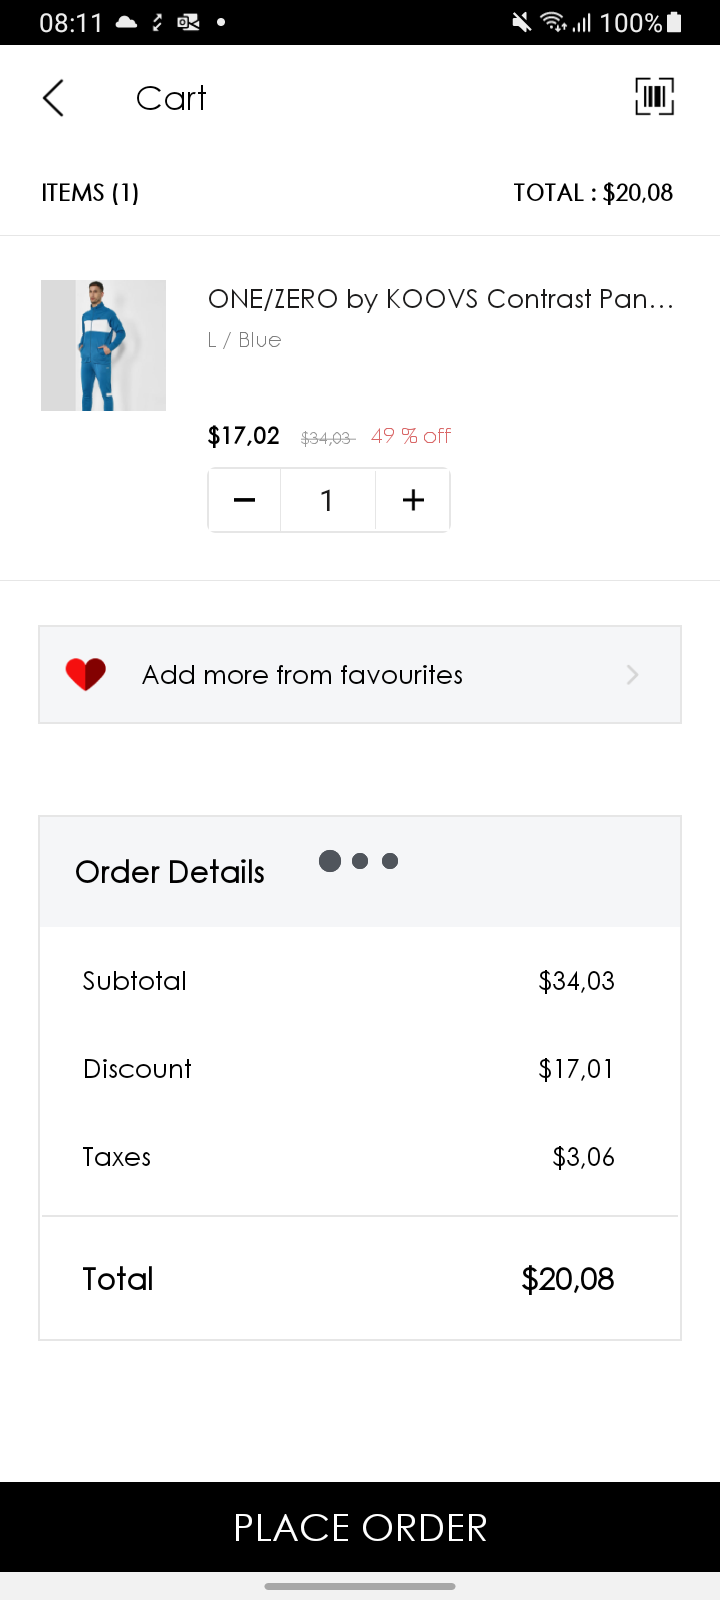 08:11 100%
Cart
ITEMS (1) TOTAL : $20,08
ONE/ZERO by KOOVS Contrast Pan...
L / Blue
$17,02 $34,03 49 % off
1
Add more from favourites
Order Details
Subtotal $34,03
Discount $17,01
Taxes $3,06
Total $20,08
PLACE ORDER